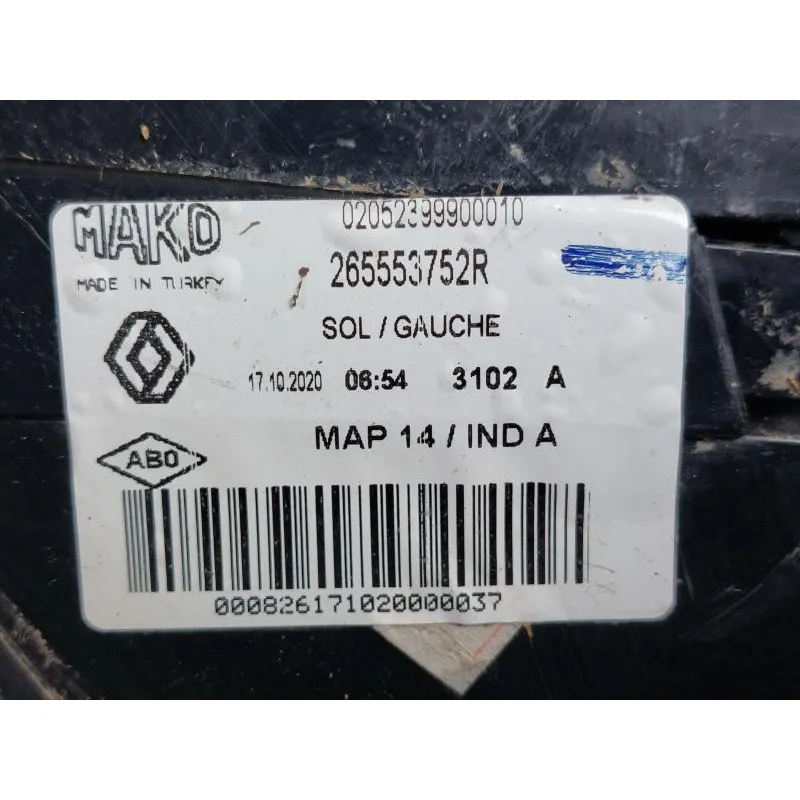 MAKO
02052399900010
MADE IN TURKEY
265553752R
SOL / GAUCHE
17.10.2020 06:54 3102 A
MAP 14 / IND A
ABO
000826171020000037